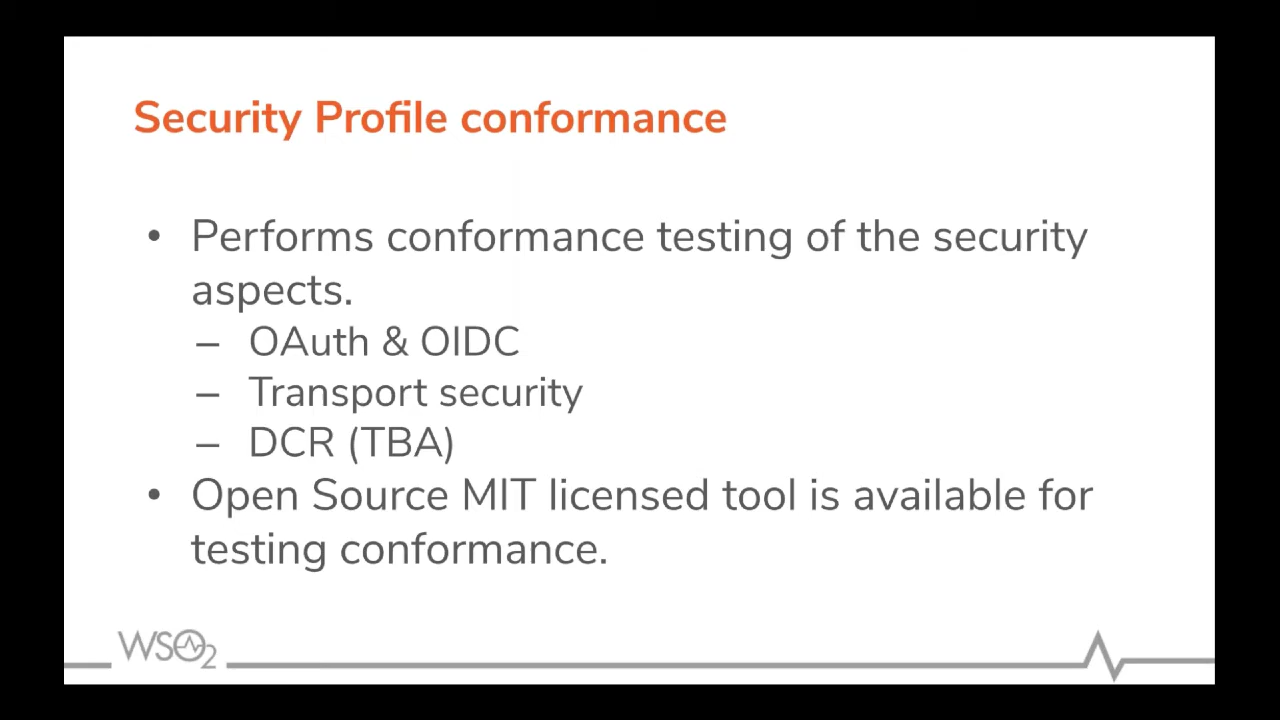 Security Profile conformance
• Performs conformance testing of the security
aspects.
– OAuth & OIDC
– Transport security
– DCR (TBA)
• Open Source MIT licensed tool is available for
testing conformance.
WSO2